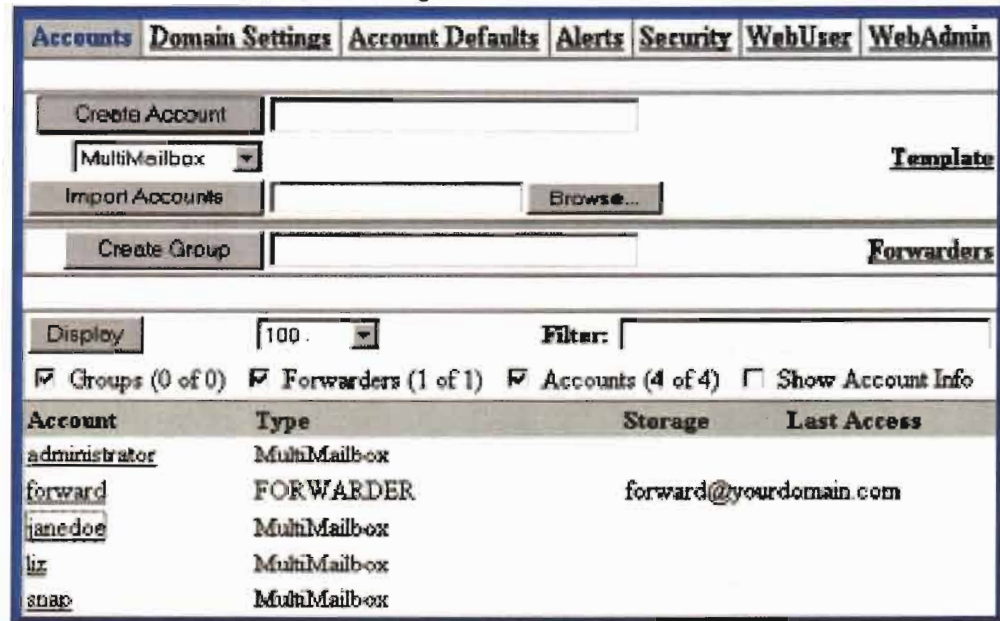 Accounts Domain Settings Account Defaults Alerts Security WebUser WebAdmin
Create Account
MultiMailbox Template
Import Accounts Browse...
Create Group Forwarders
Display 100 Filter:
Groups (0 of 0) Forwarders (1 of 1) Accounts (4 of 4) Show Account Info
Account Type Storage Last Access
administrator MultiMailbox
forward FORWARDER forward@yourdomain.com
janedoe MultiMailbox
liz MultiMailbox
snap MultiMailbox